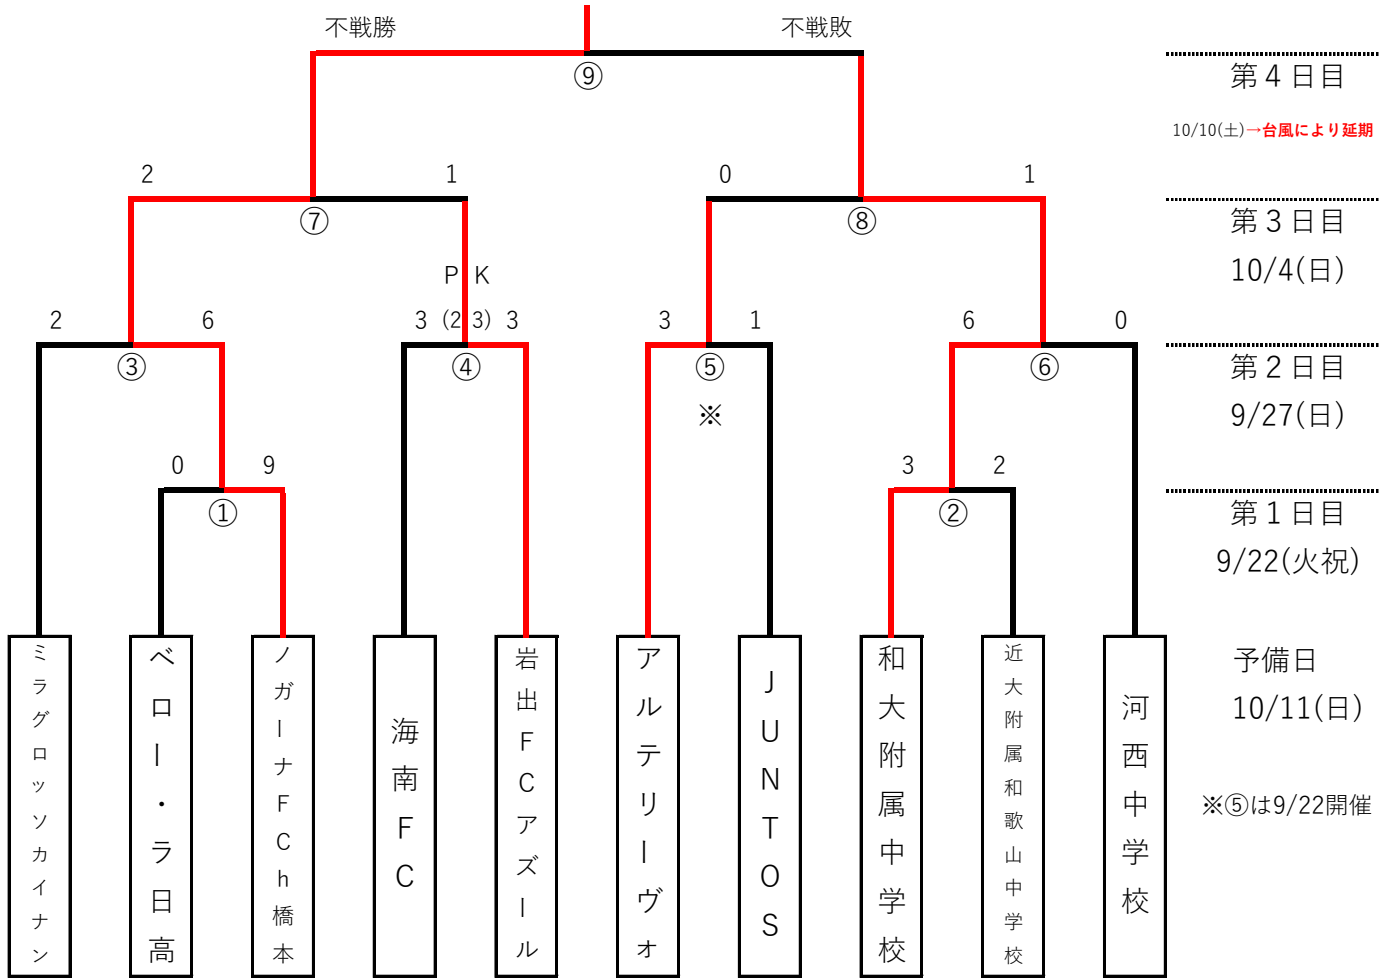 不戦勝
不戦敗
⑨
第4日目
10/10(土)→台風により延期
2
1
0
1
⑦
⑧
第3日目
10/4(日)
PK
2
6
3 (2 3) 3
3
1
6
0
③
④
⑤
⑥
第2日目
9/27(日)
※
0
9
3
2
①
②
第1日目
9/22(火祝)
ミラグロッソカイナン
ベロー・ラ日高
ノガーナFCh橋本
海南FC
岩出FCアズール
アルテリーヴォ
JUNTOS
和大附属中学校
近大附属和歌山中学校
河西中学校
予備日
10/11(日)
※⑤は9/22開催